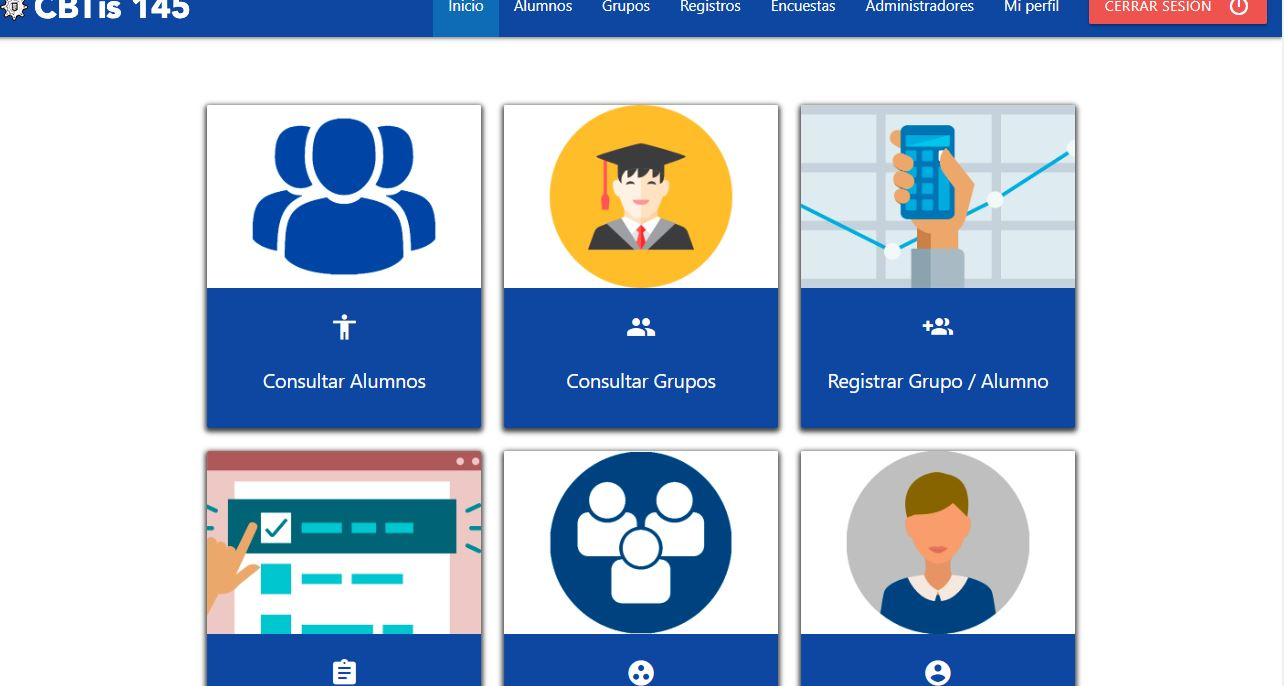 CBTis 145
Inicio
Alumnos
Grupos
Registros
Encuestas
Administradores
Mi perfil
CERRAR SESIÓN
Consultar Alumnos
Consultar Grupos
Registrar Grupo / Alumno